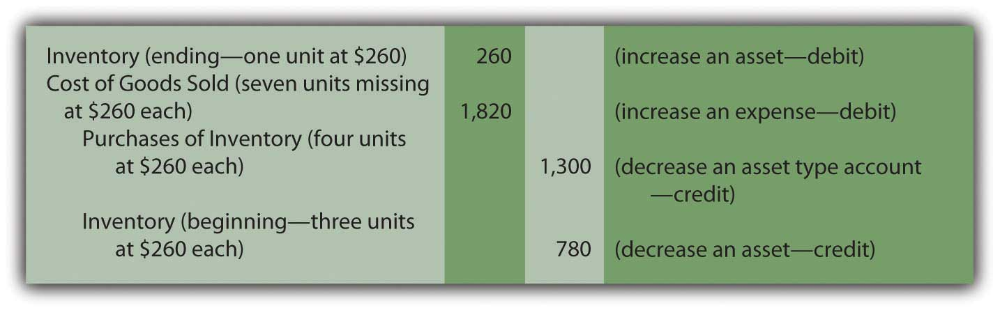 Inventory (ending—one unit at $260) 260 (increase an asset—debit)
Cost of Goods Sold (seven units missing
at $260 each) 1,820 (increase an expense—debit)
Purchases of Inventory (four units
at $260 each) 1,300 (decrease an asset type account
—credit)
Inventory (beginning—three units
at $260 each) 780 (decrease an asset—credit)